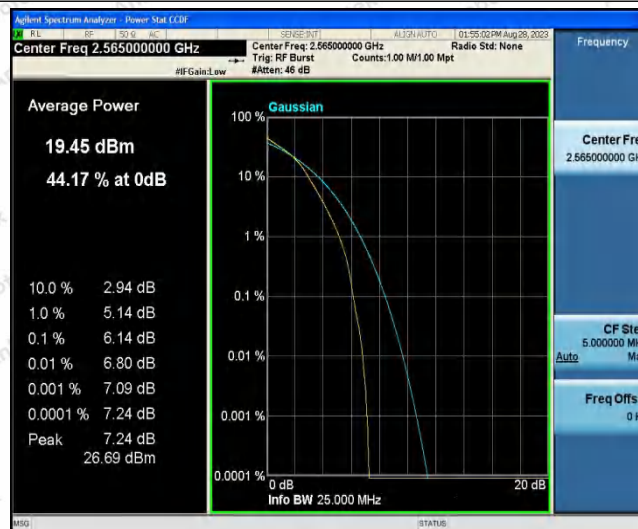 Agilent Spectrum Analyzer - Power Stat CCDF
RL RF 50 Ω AC SENSE:INT ALIGN AUTO 01:55:02 PM Aug 28, 2023
Center Freq 2.565000000 GHz
Center Freq: 2.565000000 GHz Radio Std: None
Trig: RF Burst Counts:1.00 M/1.00 Mpt
#IFGain:Low #Atten: 46 dB
Frequency
Average Power
19.45 dBm
44.17 % at 0dB
10.0 % 2.94 dB
1.0 % 5.14 dB
0.1 % 6.14 dB
0.01 % 6.80 dB
0.001 % 7.09 dB
0.0001 % 7.24 dB
Peak 7.24 dB
26.69 dBm
Gaussian
100 %
10 %
1 %
0.1 %
0.01 %
0.001 %
0.0001 %
0 dB 20 dB
Info BW 25.000 MHz
Center Fre
2.565000000 GH
CF Ste
5.000000 MH
Auto Ma
Freq Offs
0 H
MSG STATUS